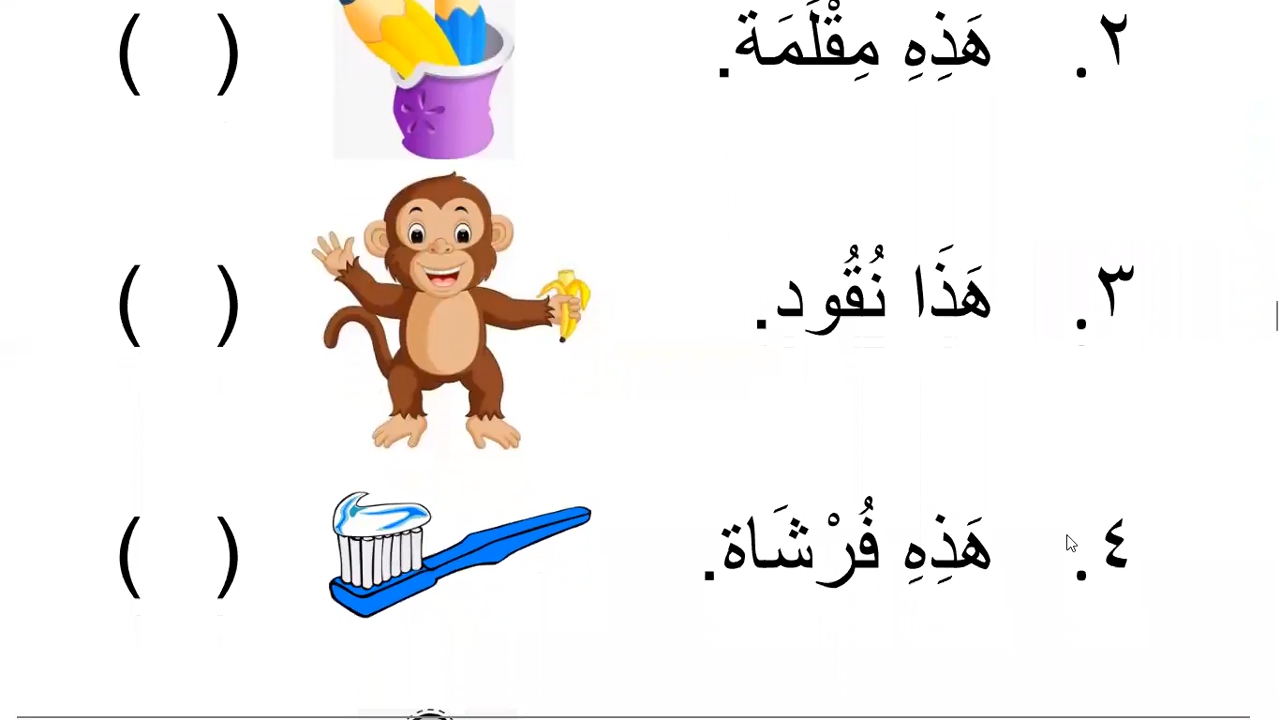 ٢. هَذِهِ مِقْلَمَة. ( )
٣. هَذَا نُقُود. ( )
٤. هَذِهِ فُرْشَاة. ( )